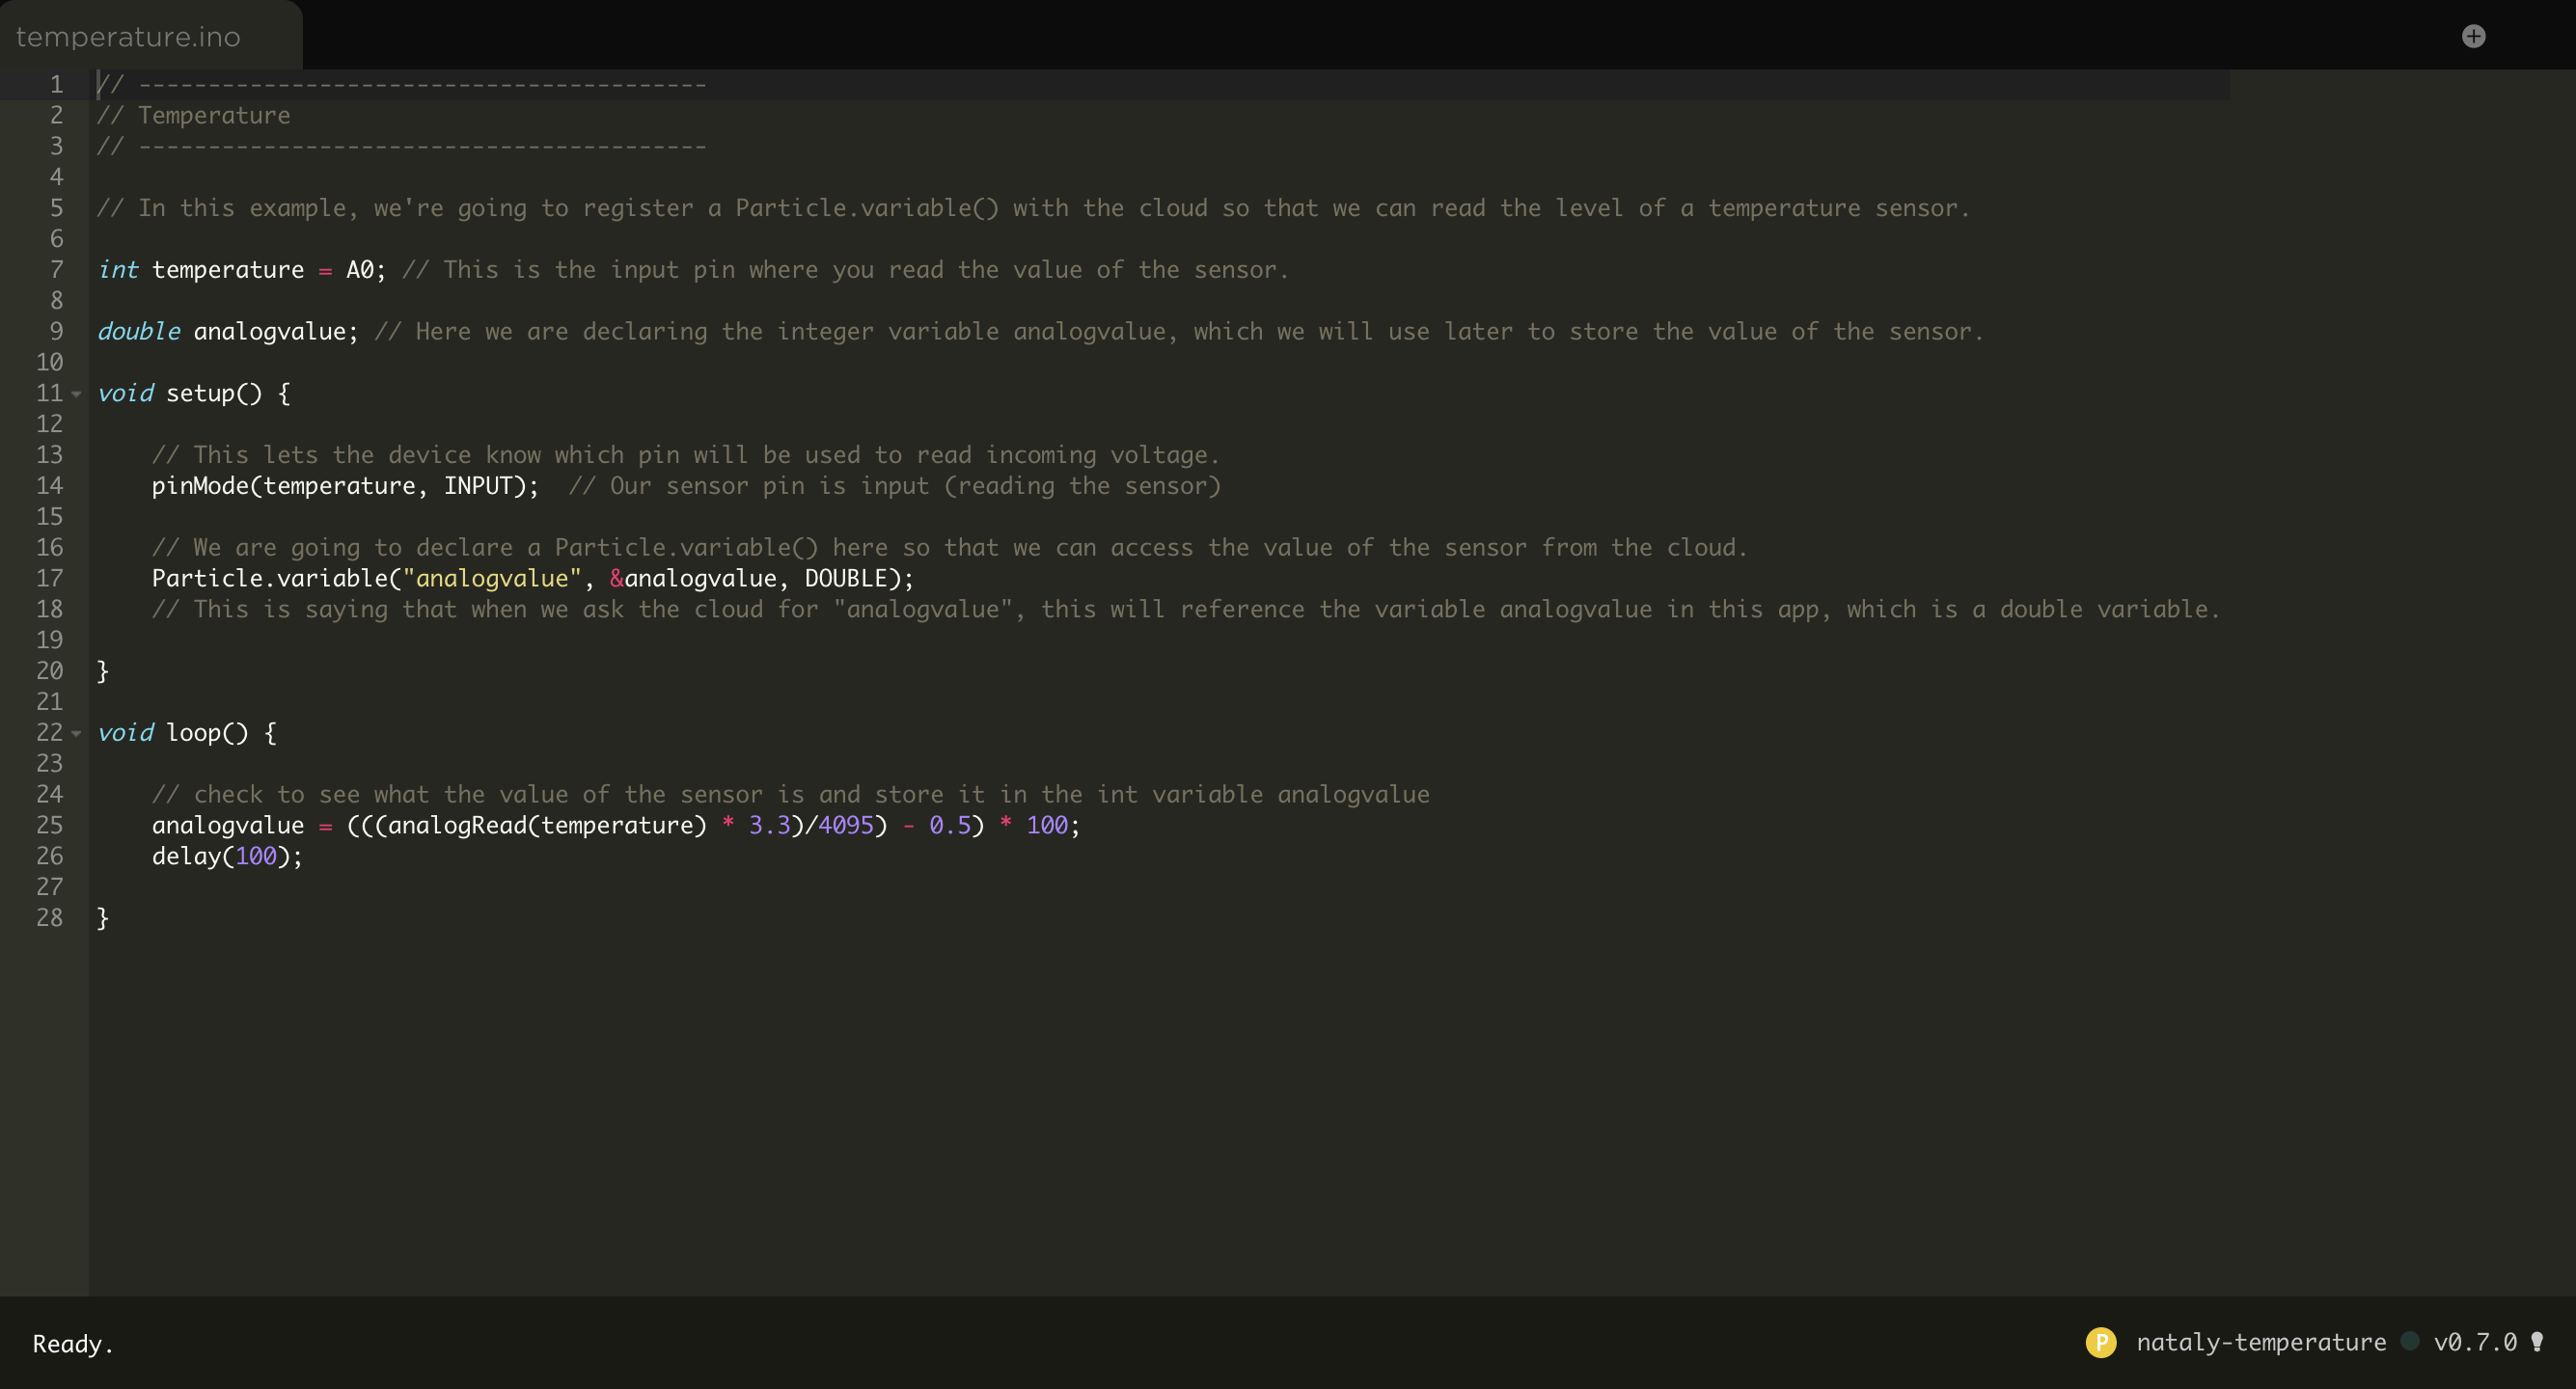 temperature.ino
1 // -----------------------------------------
2 // Temperature
3 // -----------------------------------------
4
5 // In this example, we're going to register a Particle.variable() with the cloud so that we can read the level of a temperature sensor.
6
7 int temperature = A0; // This is the input pin where you read the value of the sensor.
8
9 double analogvalue; // Here we are declaring the integer variable analogvalue, which we will use later to store the value of the sensor.
10
11 void setup() {
12
13     // This lets the device know which pin will be used to read incoming voltage.
14     pinMode(temperature, INPUT);  // Our sensor pin is input (reading the sensor)
15
16     // We are going to declare a Particle.variable() here so that we can access the value of the sensor from the cloud.
17     Particle.variable("analogvalue", &analogvalue, DOUBLE);
18     // This is saying that when we ask the cloud for "analogvalue", this will reference the variable analogvalue in this app, which is a double variable.
19
20 }
21
22 void loop() {
23
24     // check to see what the value of the sensor is and store it in the int variable analogvalue
25     analogvalue = (((analogRead(temperature) * 3.3)/4095) - 0.5) * 100;
26     delay(100);
27
28 }
Ready.
P nataly-temperature v0.7.0